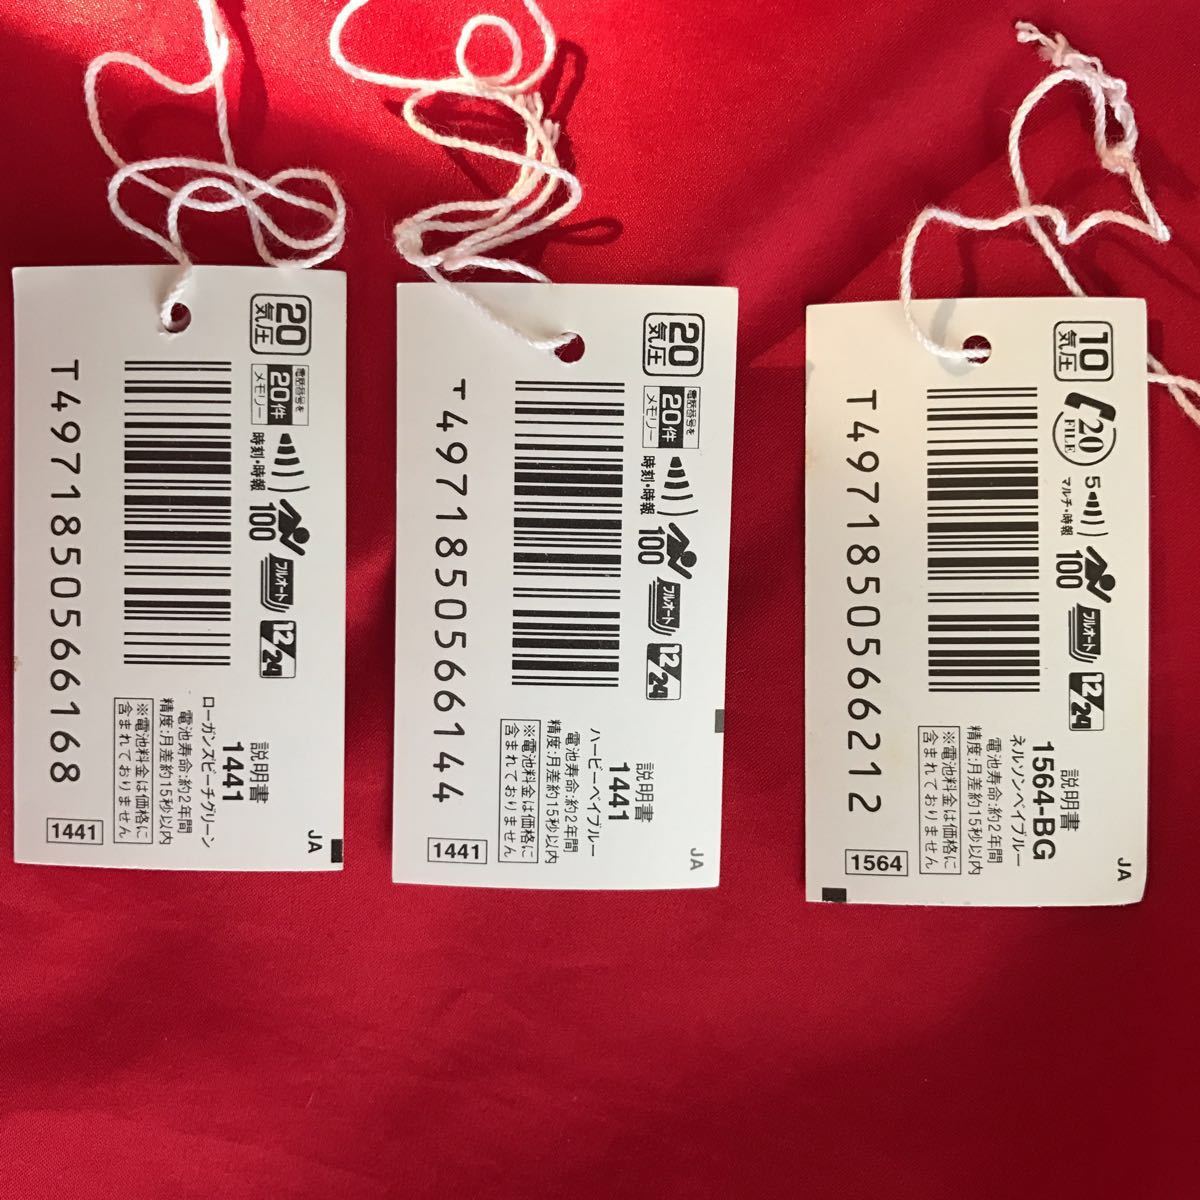 20
気圧
電話番号を
20件
メモリー
時刻・時報
100
フルオート
12/24
T4971850566168
説明書
1441
ローガンズビーチグリーン
電池寿命:約2年間
精度:月差約15秒以内
※電池料金は価格に
含まれておりません
1441
JA
20
気圧
電話番号を
20件
メモリー
時刻・時報
100
フルオート
12/24
T4971850566144
説明書
1441
ハービーベイブルー
電池寿命:約2年間
精度:月差約15秒以内
※電池料金は価格に
含まれておりません
1441
JA
10
気圧
20
FILE
5
マルチ・時報
100
フルオート
12/24
T4971850566212
説明書
1564-BG
ネルソンベイブルー
電池寿命:約2年間
精度:月差約15秒以内
※電池料金は価格に
含まれておりません
1564
JA